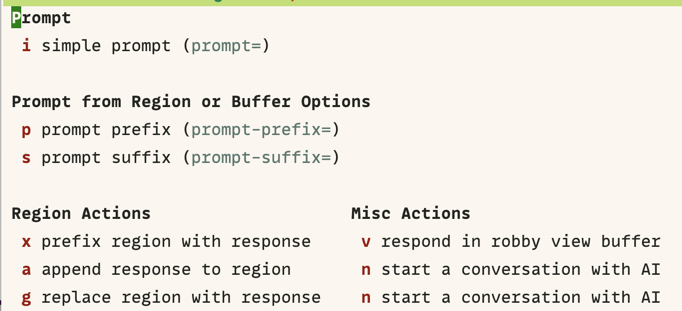 Prompt
i simple prompt (prompt=)
Prompt from Region or Buffer Options
p prompt prefix (prompt-prefix=)
s prompt suffix (prompt-suffix=)
Region Actions Misc Actions
x prefix region with response v respond in robby view buffer
a append response to region n start a conversation with AI
g replace region with response n start a conversation with AI